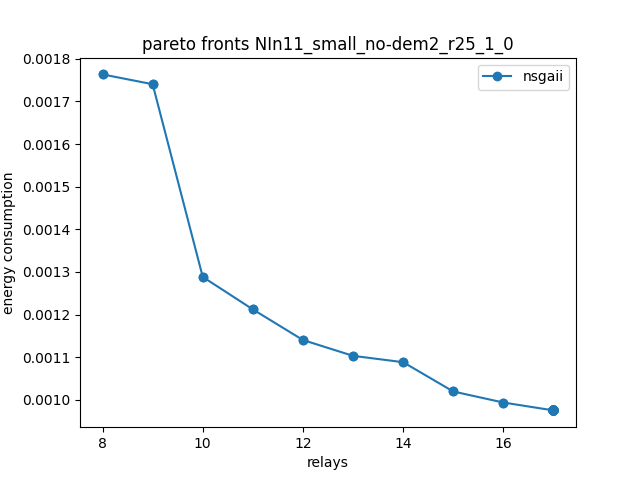 pareto fronts NIn11_small_no-dem2_r25_1_0
nsgaii
energy consumption
0.0018
0.0017
0.0016
0.0015
0.0014
0.0013
0.0012
0.0011
0.0010
8 10 12 14 16
relays